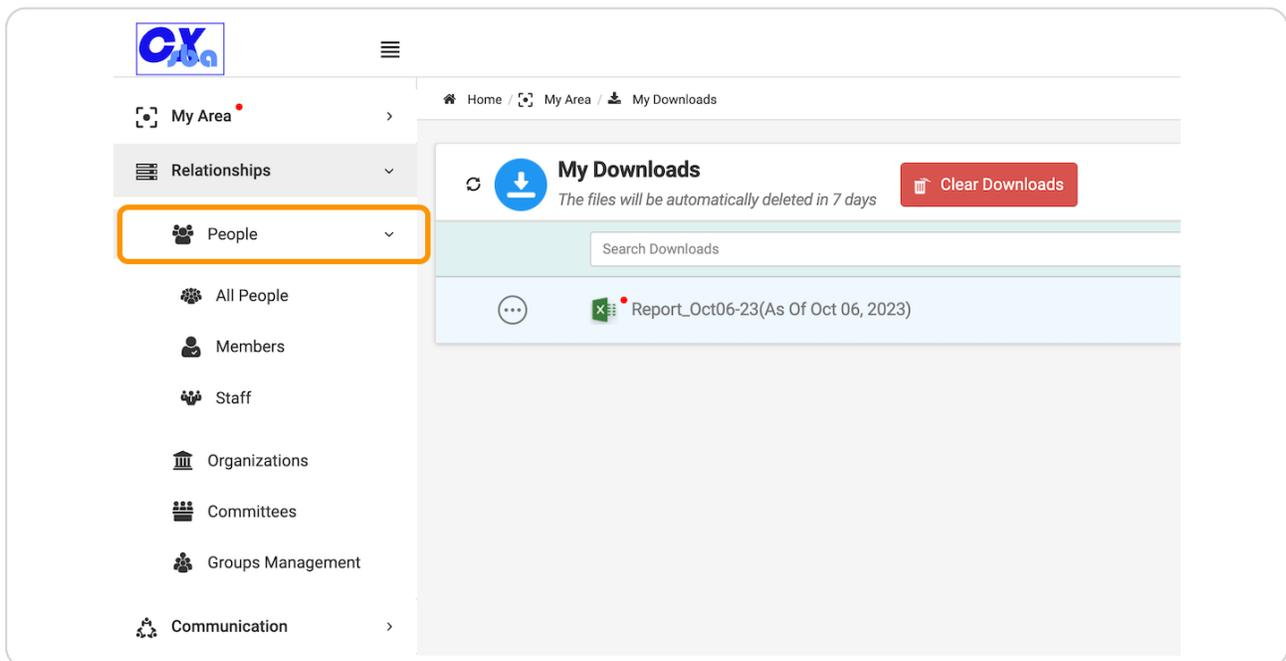 CX
sba
My Area
Relationships
People
All People
Members
Staff
Organizations
Committees
Groups Management
Communication
Home / My Area / My Downloads
My Downloads
The files will be automatically deleted in 7 days
Clear Downloads
Search Downloads
Report_Oct06-23(As Of Oct 06, 2023)